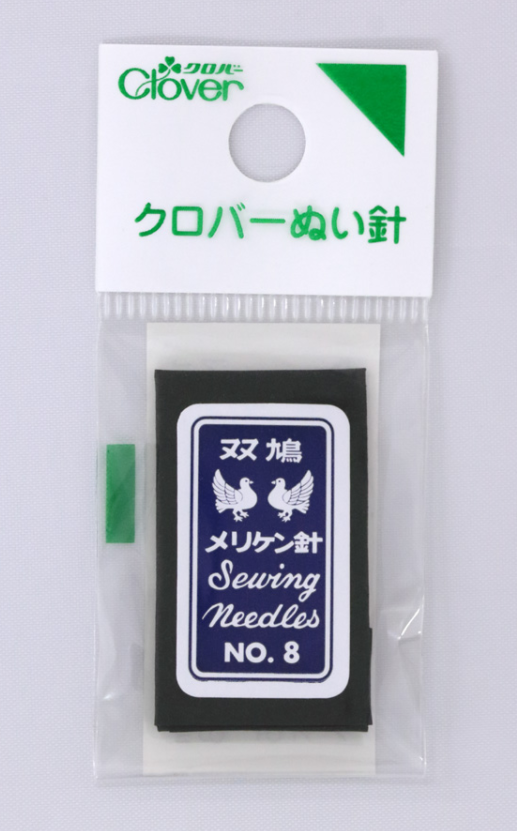 クロバー
Clover
クロバーぬい針
双鳩
メリケン針
Sewing
Needles
NO. 8